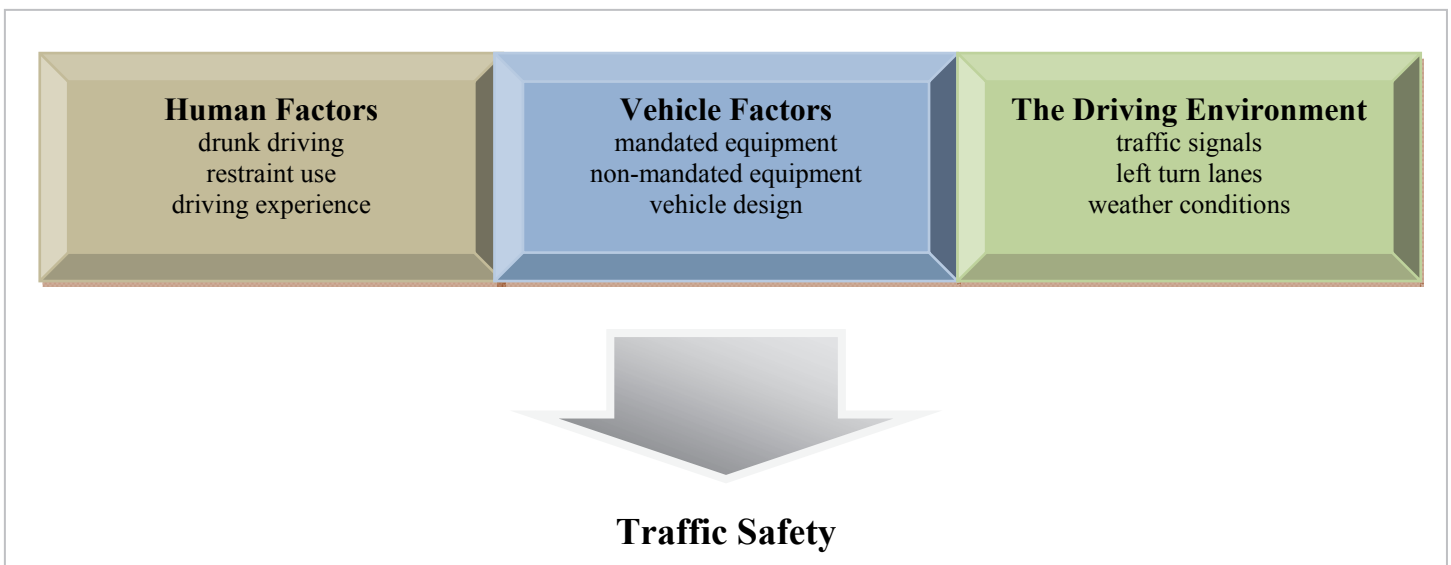 Human Factors
drunk driving
restraint use
driving experience
Vehicle Factors
mandated equipment
non-mandated equipment
vehicle design
The Driving Environment
traffic signals
left turn lanes
weather conditions
Traffic Safety